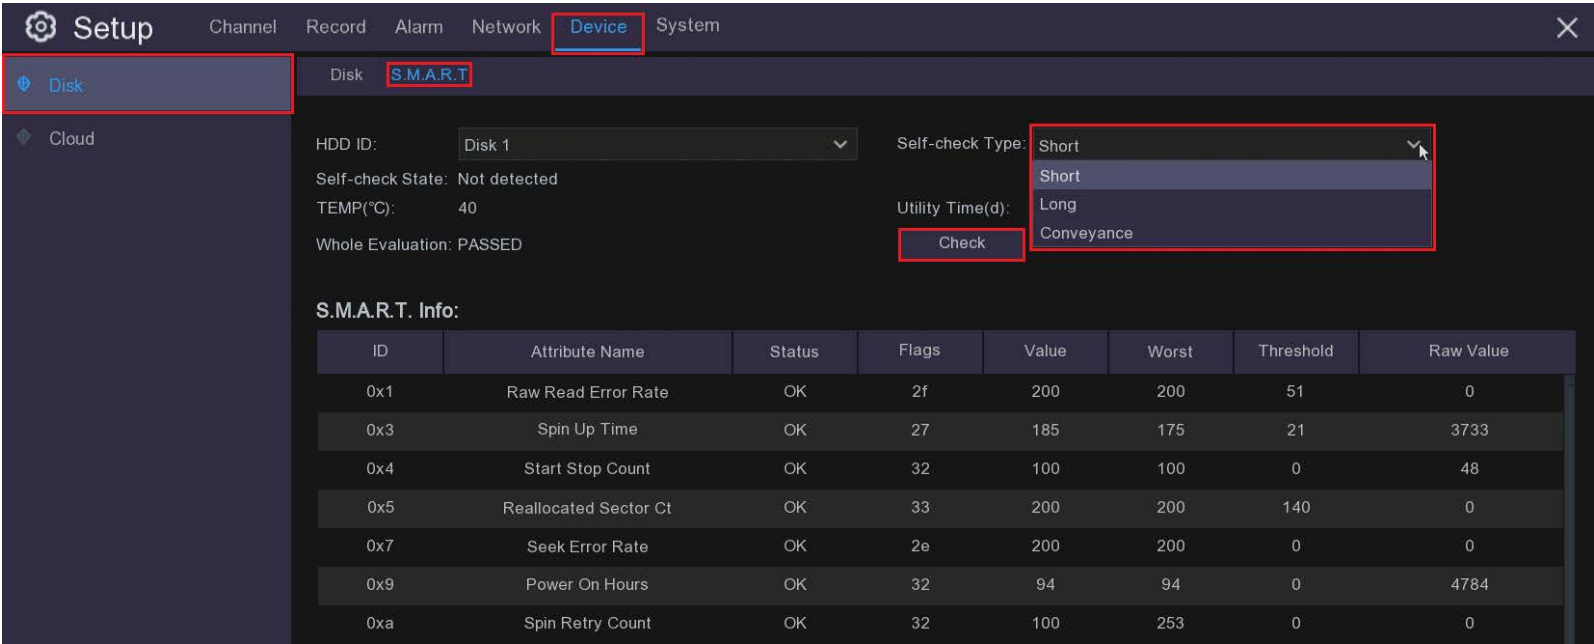 Setup Channel Record Alarm Network Device System
Disk S.M.A.R.T
Disk
Cloud
HDD ID: Disk 1 Self-check Type: Short
Short
Self-check State: Not detected
Long
TEMP(°C): 40 Utility Time(d):
Conveyance
Whole Evaluation: PASSED Check
S.M.A.R.T. Info:
ID Attribute Name Status Flags Value Worst Threshold Raw Value
0x1 Raw Read Error Rate OK 2f 200 200 51 0
0x3 Spin Up Time OK 27 185 175 21 3733
0x4 Start Stop Count OK 32 100 100 0 48
0x5 Reallocated Sector Ct OK 33 200 200 140 0
0x7 Seek Error Rate OK 2e 200 200 0 0
0x9 Power On Hours OK 32 94 94 0 4784
0xa Spin Retry Count OK 32 100 253 0 0